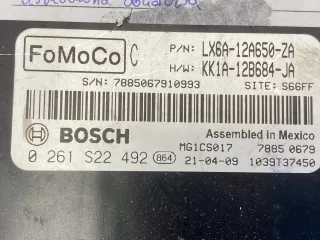 FoMoCo C
P/N: LX6A-12A650-ZA
H/W: KK1A-12B684-JA
S/N: 7885067910993
SITE: S66FF
BOSCH
Assembled in Mexico
MG1CS017 7885 0679
0 261 S22 492 864
21-04-09 1039T37450